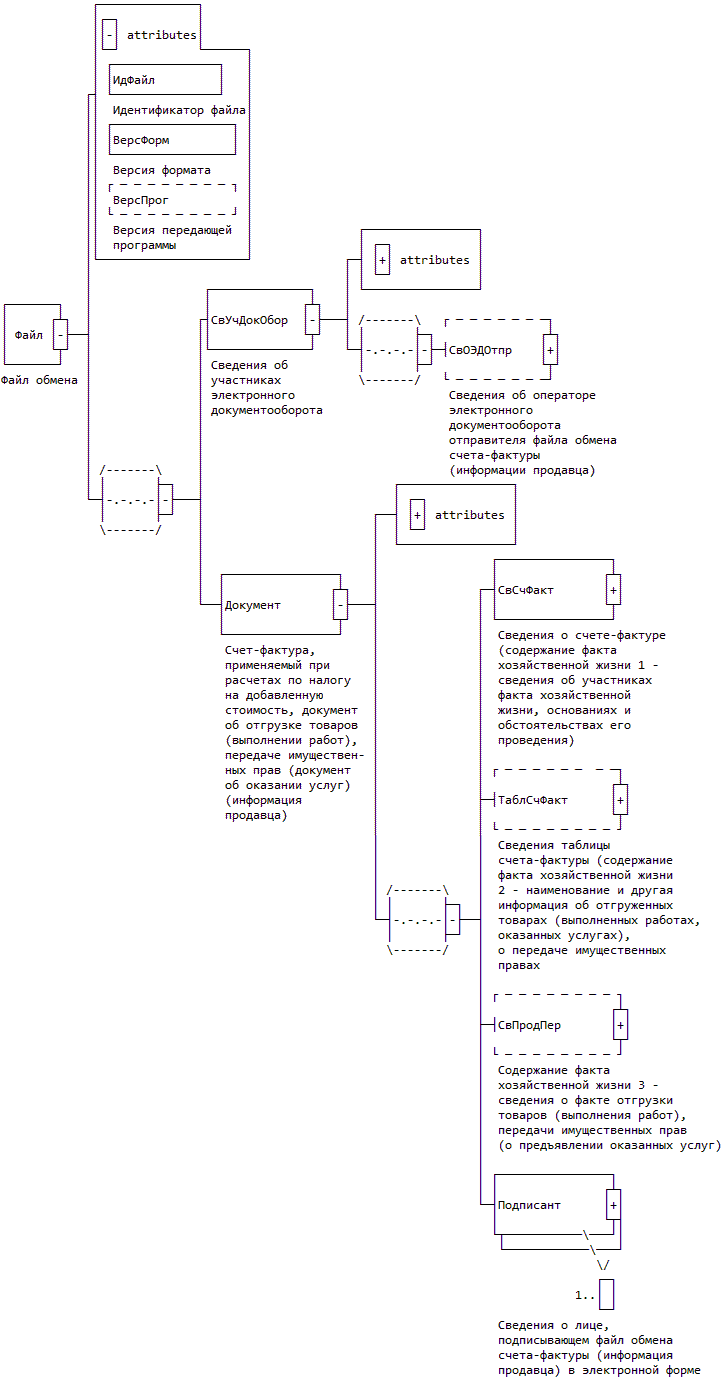 [-] attributes
ИдФайл
Идентификатор файла
ВерсФорм
Версия формата
ВерсПрог
Версия передающей
программы
Файл [-]
Файл обмена
/-------\
-.-.-.-[-]
\-------/
СвУчДокОбор [-]
Сведения об
участниках
электронного
документооборота
[+] attributes
/-------\
-.-.-.-[-]
\-------/
СвОЭДОтпр [+]
Сведения об операторе
электронного
документооборота
отправителя файла обмена
счета-фактуры
(информации продавца)
Документ [-]
Счет-фактура,
применяемый при
расчетах по налогу
на добавленную
стоимость, документ
об отгрузке товаров
(выполнении работ),
передаче имуществен-
ных прав (документ
об оказании услуг)
(информация
продавца)
[+] attributes
/-------\
-.-.-.-[-]
\-------/
СвСчФакт [+]
Сведения о счете-фактуре
(содержание факта
хозяйственной жизни 1 -
сведения об участниках
факта хозяйственной
жизни, основаниях и
обстоятельствах его
проведения)
ТаблСчФакт [+]
Сведения таблицы
счета-фактуры (содержание
факта хозяйственной жизни
2 - наименование и другая
информация об отгруженных
товарах (выполненных работах,
оказанных услугах),
о передаче имущественных
правах
СвПродПер [+]
Содержание факта
хозяйственной жизни 3 -
сведения о факте отгрузки
товаров (выполнения работ),
передачи имущественных прав
(о предъявлении оказанных услуг)
Подписант [+]
\/
1..
Сведения о лице,
подписывающем файл обмена
счета-фактуры (информация
продавца) в электронной форме